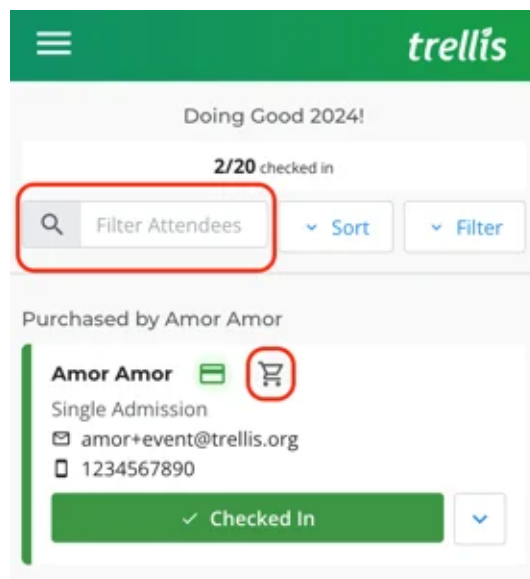 trellis
Doing Good 2024!
2/20 checked in
Filter Attendees Sort Filter
Purchased by Amor Amor
Amor Amor
Single Admission
amor+event@trellis.org
1234567890
Checked In